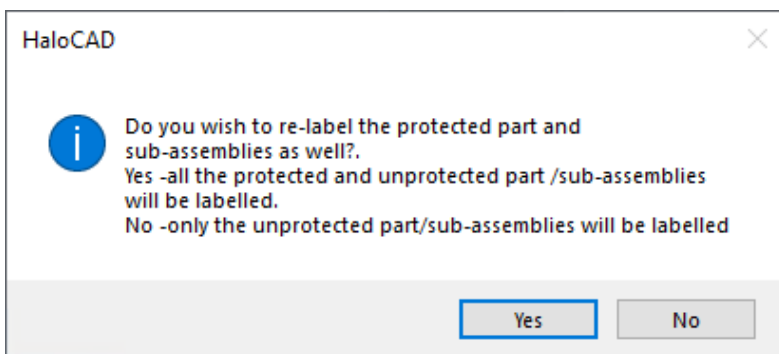 HaloCAD
Do you wish to re-label the protected part and
sub-assemblies as well?.
Yes -all the protected and unprotected part /sub-assemblies
will be labelled.
No -only the unprotected part/sub-assemblies will be labelled
Yes
No